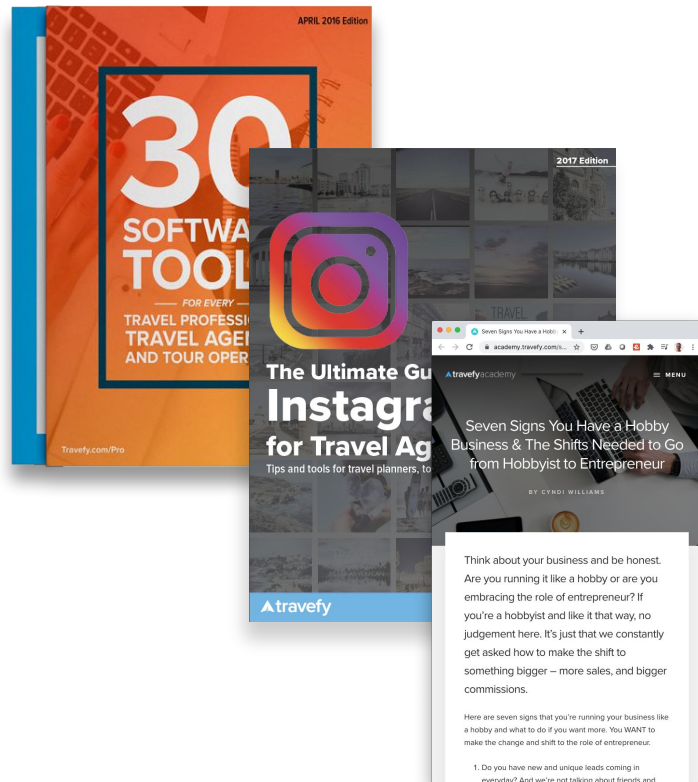 APRIL 2016 Edition
30
SOFTWA
TOOL
FOR EVERY
TRAVEL PROFESSI
TRAVEL AGEN
AND TOUR OPER
Travefy.com/Pro
2017 Edition
TRAVEL
The Ultimate Gu
Instagra
for Travel Ag
Tips and tools for travel planners, to
travefy
Seven Signs You Have a Hobb
academy.travefy.com/s...
travefyacademy
MENU
Seven Signs You Have a Hobby
Business & The Shifts Needed to Go
from Hobbyist to Entrepreneur
BY CYNDI WILLIAMS
Think about your business and be honest.
Are you running it like a hobby or are you
embracing the role of entrepreneur? If
you're a hobbyist and like it that way, no
judgement here. It's just that we constantly
get asked how to make the shift to
something bigger – more sales, and bigger
commissions.
Here are seven signs that you're running your business like
a hobby and what to do if you want more. You WANT to
make the change and shift to the role of entrepreneur.
1. Do you have new and unique leads coming in
everyday? And we're not talking about friends and